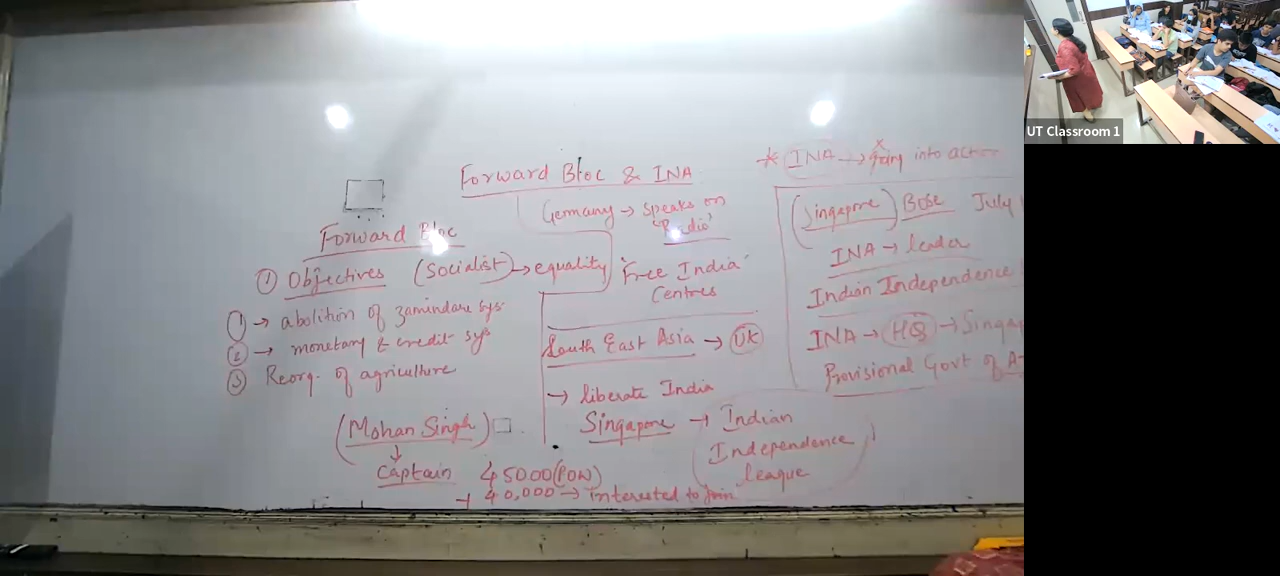 Forward Bloc & INA
Germany → speaks on
'Radio'
'Free India'
Centres
Forward Bloc
① Objectives (Socialist) → equality
① → abolition of zamindare sys.
② → monetary & credit sys
③ Reorg. of agriculture
(Mohan Singh)
↓
Captain 45000 (POW)
→ 40,000 → interested to join
South East Asia → UK
→ liberate India
Singapore → Indian
Independence
league
* INA → going into action
x
(Singapore) Bose July
INA → leader
Indian Independence
INA → HQ → Singap
Provisional Govt of A
UT Classroom 1